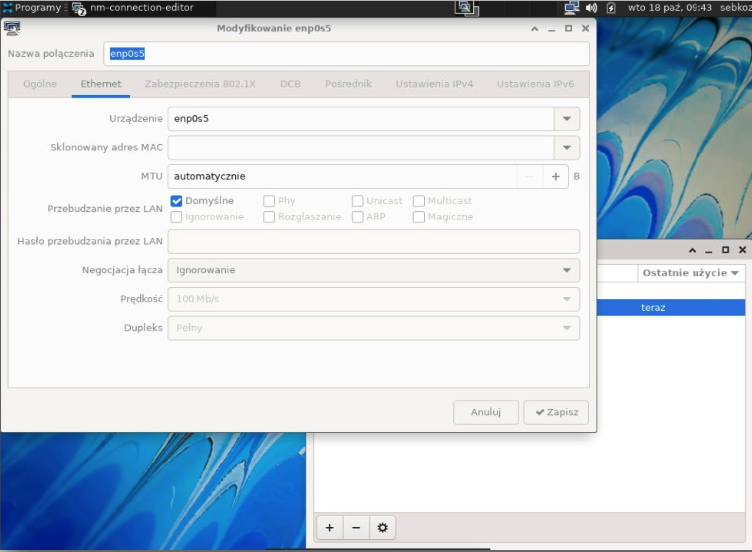 Programy nm-connection-editor wto 18 paź, 09:43 sebkoz
Modyfikowanie enp0s5
Nazwa połączenia enp0s5
Ogólne Ethernet Zabezpieczenia 802.1X DCB Pośrednik Ustawienia IPv4 Ustawienia IPv6
Urządzenie enp0s5
Sklonowany adres MAC
MTU automatycznie − + B
Przebudzanie przez LAN
Domyślne Phy Unicast Multicast
Ignorowanie Rozgłaszanie ARP Magiczne
Hasło przebudzania przez LAN
Negocjacja łącza Ignorowanie
Prędkość 100 Mb/s
Dupleks Pełny
Anuluj Zapisz
Ostatnie użycie
teraz
+ −